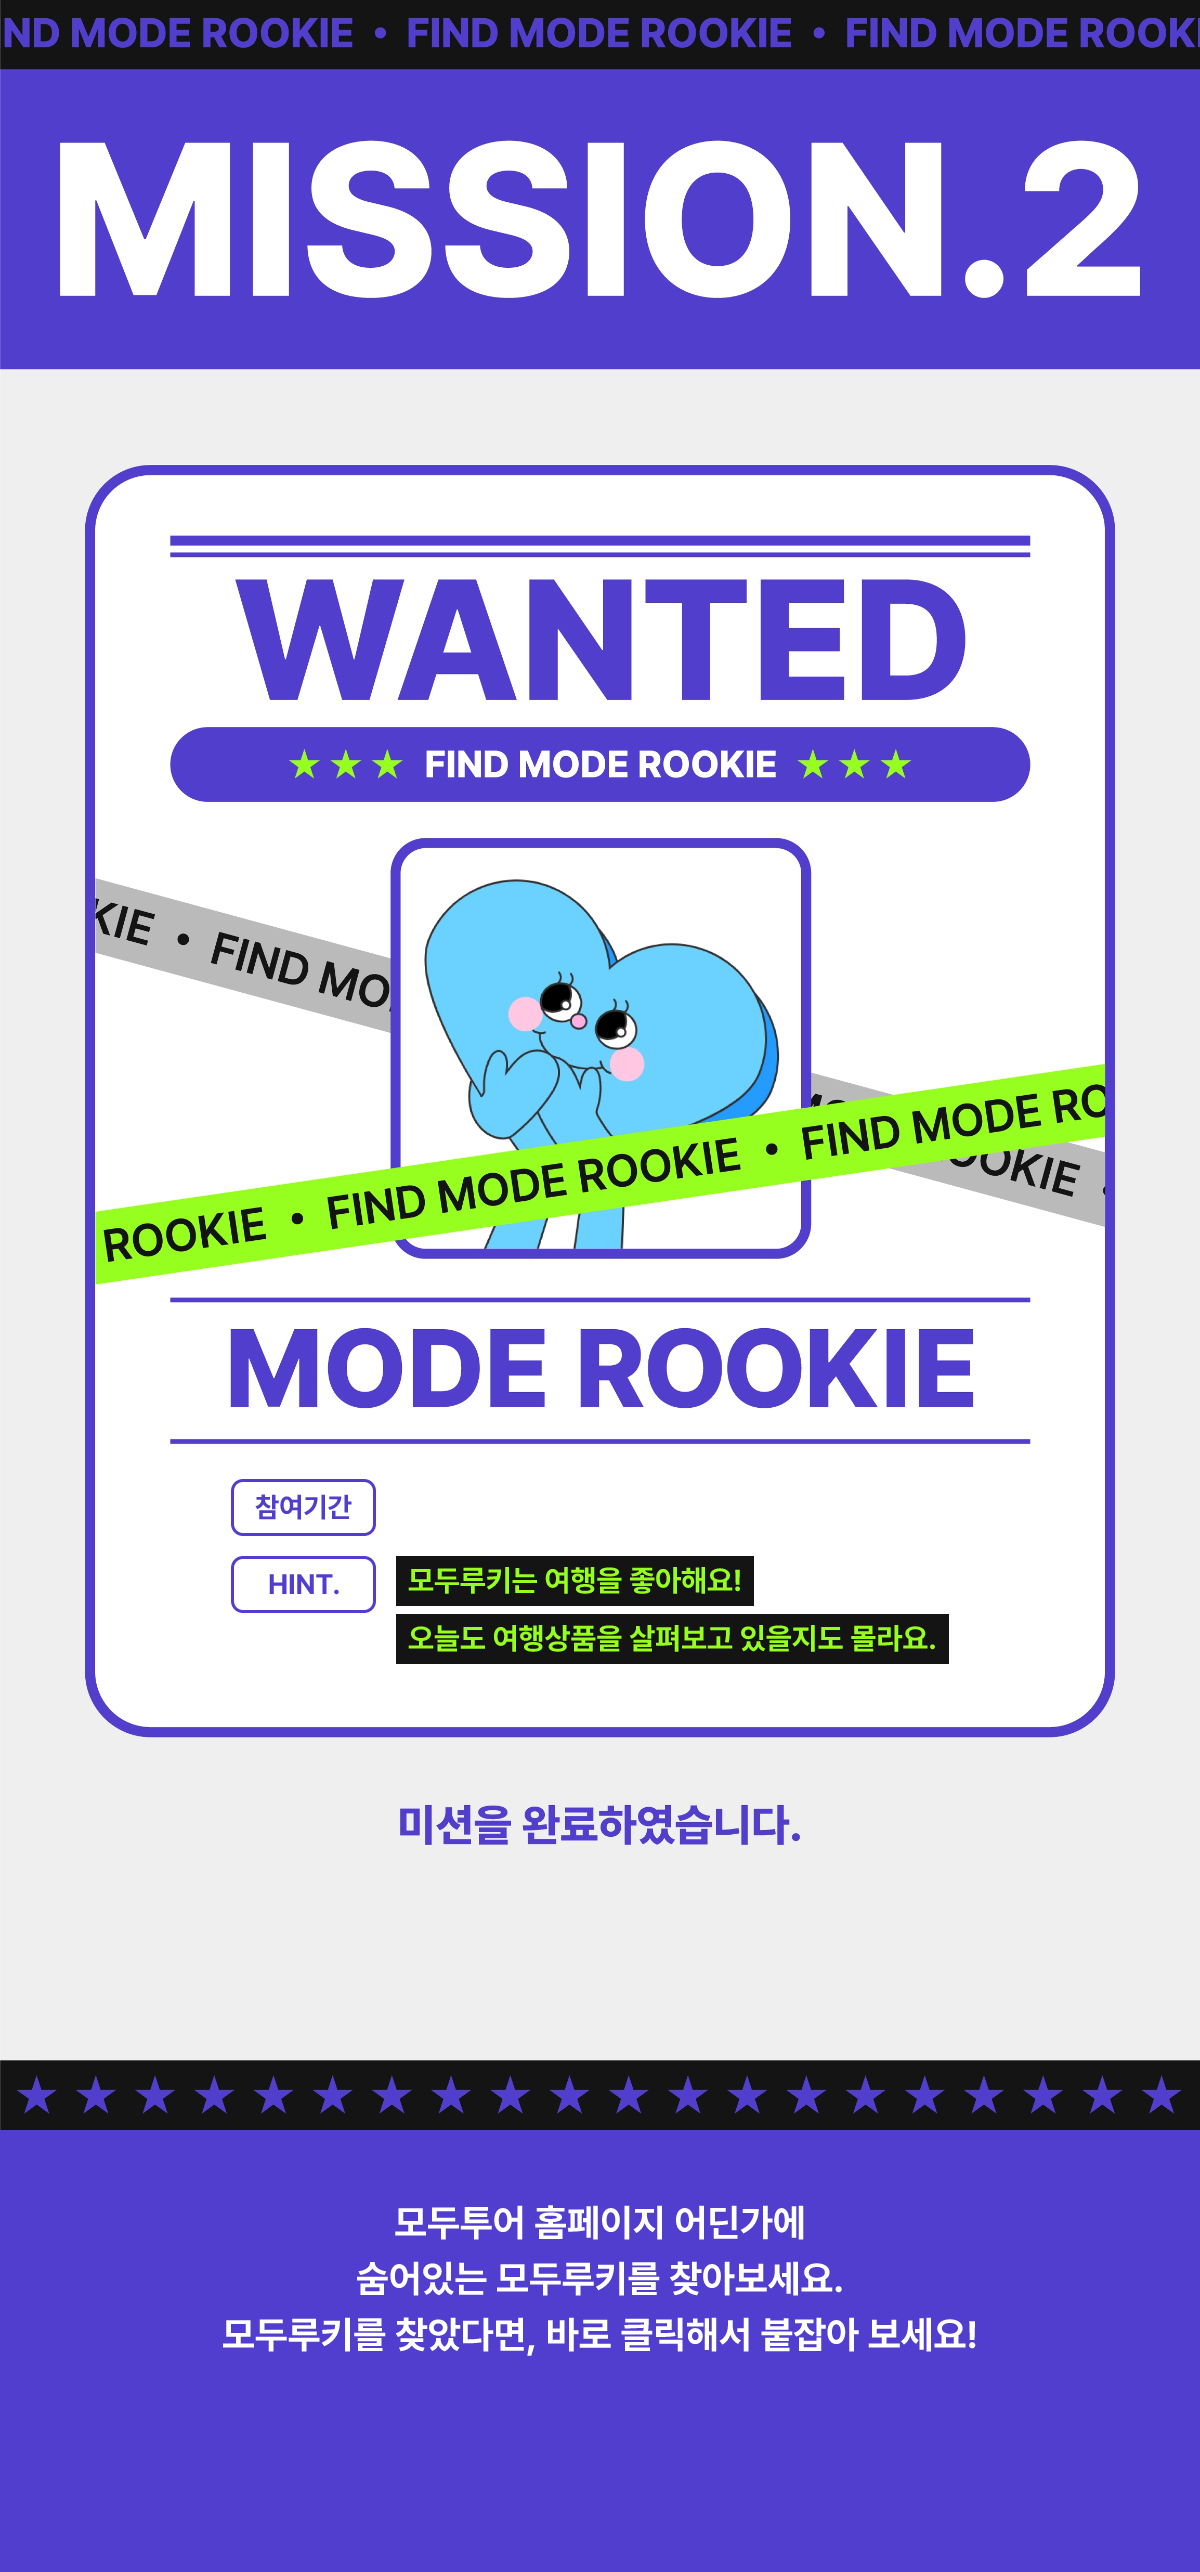 ND MODE ROOKIE • FIND MODE ROOKIE • FIND MODE ROOKI
MISSION.2
WANTED
★ ★ ★ FIND MODE ROOKIE ★ ★ ★
KIE • FIND MO
ROOKIE • FIND MODE ROOKIE • FIND MODE RO
OOKIE •
MODE ROOKIE
참여기간
HINT.
모두루키는 여행을 좋아해요!
오늘도 여행상품을 살펴보고 있을지도 몰라요.
미션을 완료하였습니다.
모두투어 홈페이지 어딘가에
숨어있는 모두루키를 찾아보세요.
모두루키를 찾았다면, 바로 클릭해서 붙잡아 보세요!